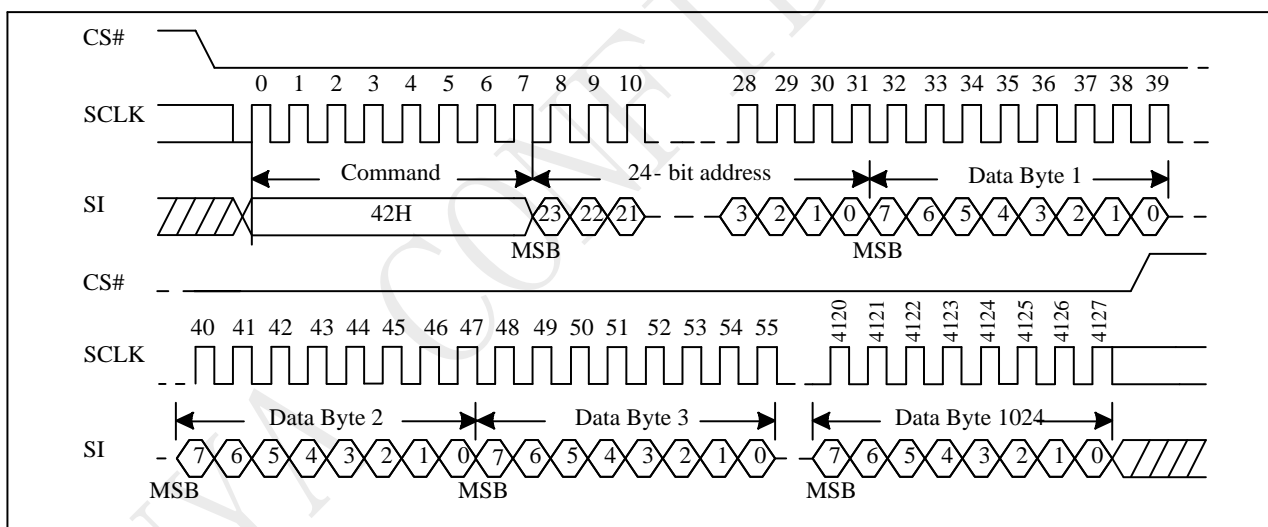 CS#
0 1 2 3 4 5 6 7 8 9 10 28 29 30 31 32 33 34 35 36 37 38 39
SCLK
Command 24- bit address Data Byte 1
SI 42H 23 22 21 3 2 1 0 7 6 5 4 3 2 1 0
MSB MSB
CS#
40 41 42 43 44 45 46 47 48 49 50 51 52 53 54 55 4120 4121 4122 4123 4124 4125 4126 4127
SCLK
Data Byte 2 Data Byte 3 Data Byte 1024
SI 7 6 5 4 3 2 1 0 7 6 5 4 3 2 1 0 7 6 5 4 3 2 1 0
MSB MSB MSB